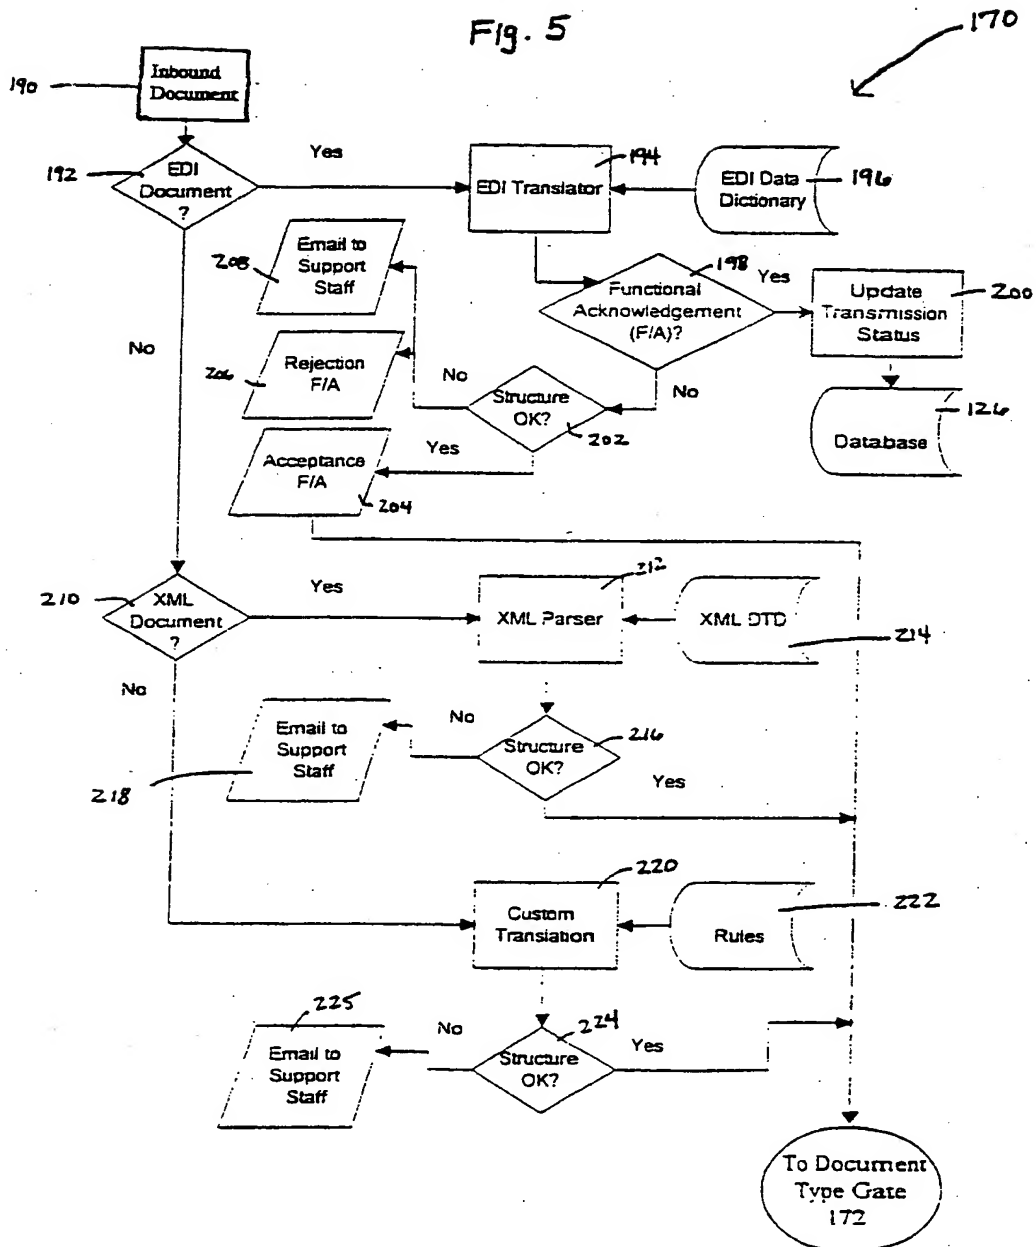 Fig. 5
170
190
Inbound
Document
192
EDI
Document
?
Yes
194
EDI Translator
EDI Data
Dictionary
196
208
Email to
Support
Staff
198
Functional
Acknowledgement
(F/A)?
Yes
Update
Transmission
Status
200
No
206
Rejection
F/A
No
Structure
OK?
202
No
126
Database
Acceptance
F/A
204
Yes
210
XML
Document
?
Yes
212
XML Parser
XML DTD
214
No
Email to
Support
Staff
218
No
Structure
OK?
216
Yes
220
Custom
Translation
Rules
222
225
Email to
Support
Staff
No
224
Structure
OK?
Yes
To Document
Type Gate
172